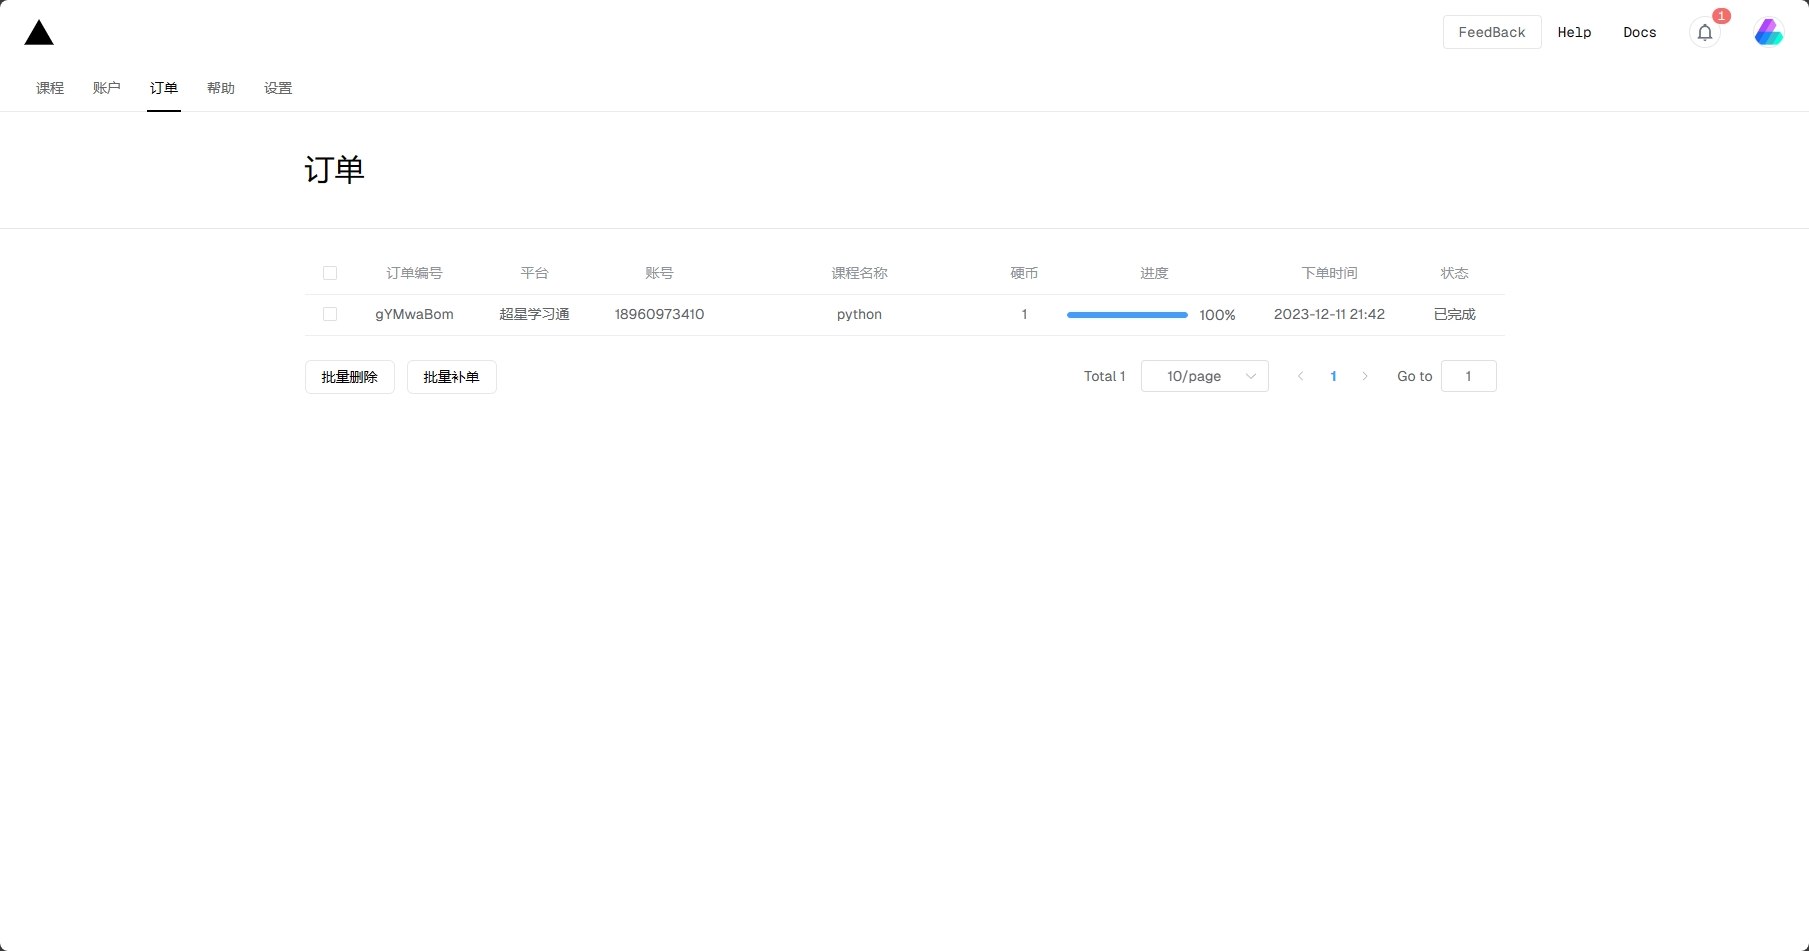 FeedBack Help Docs 1
课程 账户 订单 帮助 设置
订单
订单编号 平台 账号 课程名称 硬币 进度 下单时间 状态
gYMwaBom 超星学习通 18960973410 python 1 100% 2023-12-11 21:42 已完成
批量删除 批量补单 Total 1 10/page 1 Go to 1